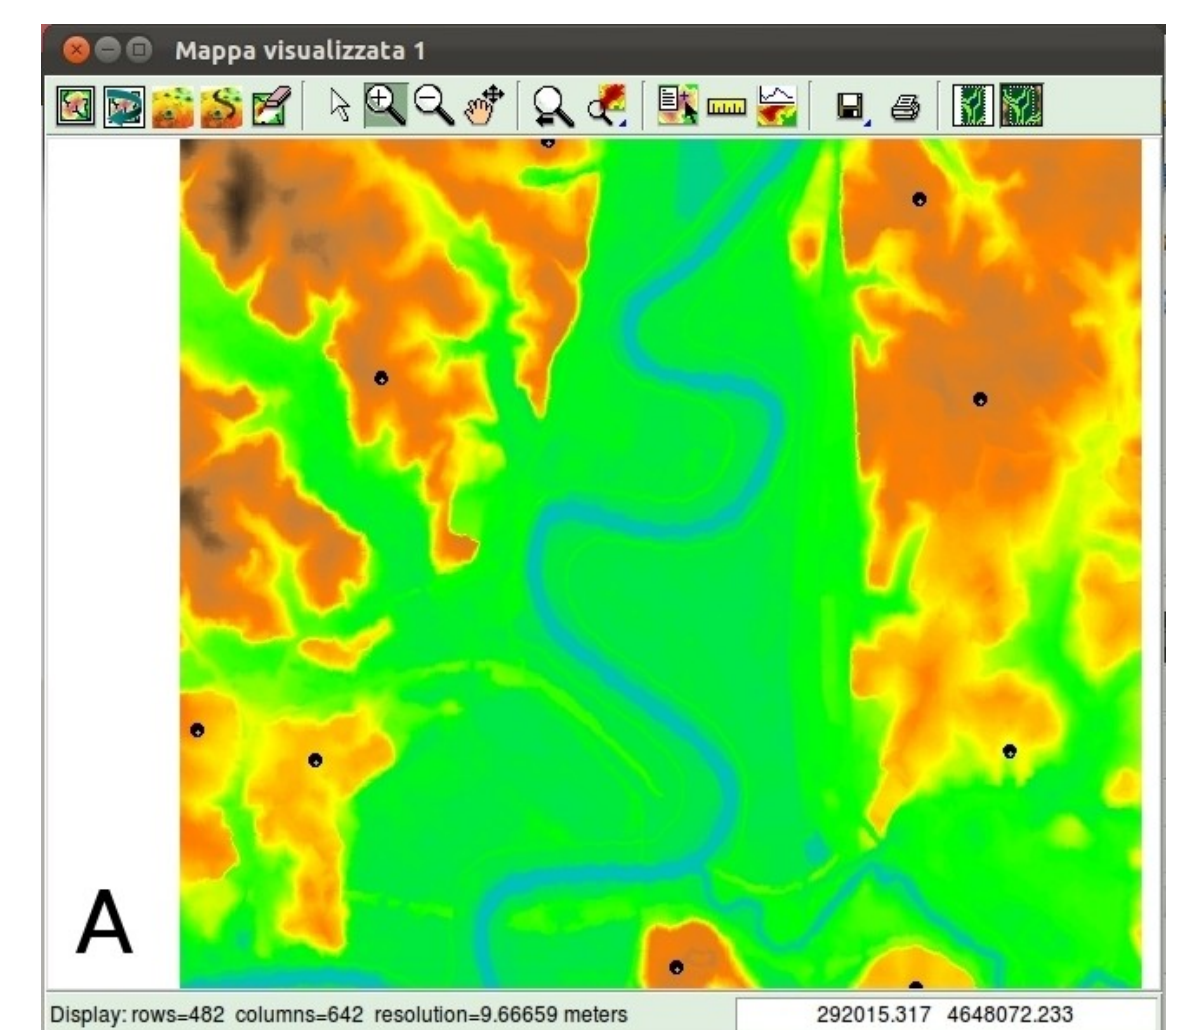 Mappa visualizzata 1
A
Display: rows=482 columns=642 resolution=9.66659 meters
292015.317 4648072.233